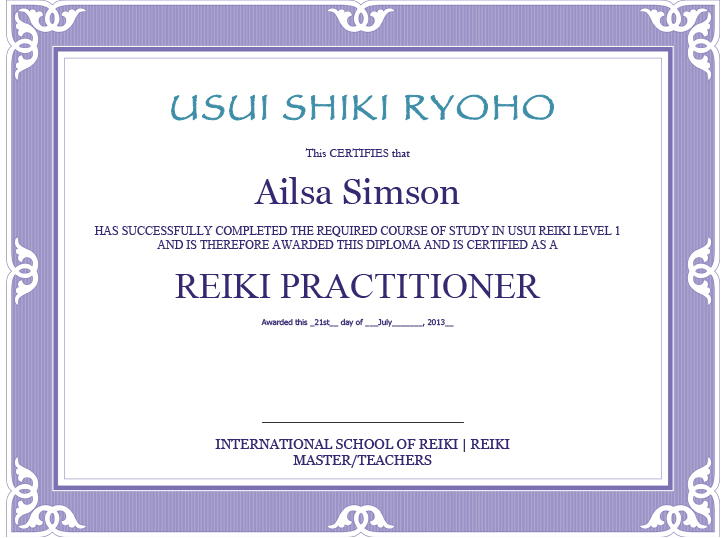 USUI SHIKI RYOHO
This CERTIFIES that
Ailsa Simson
HAS SUCCESSFULLY COMPLETED THE REQUIRED COURSE OF STUDY IN USUI REIKI LEVEL 1
AND IS THEREFORE AWARDED THIS DIPLOMA AND IS CERTIFIED AS A
REIKI PRACTITIONER
Awarded this _21st__ day of ___July_______, 2013__
INTERNATIONAL SCHOOL OF REIKI | REIKI
MASTER/TEACHERS